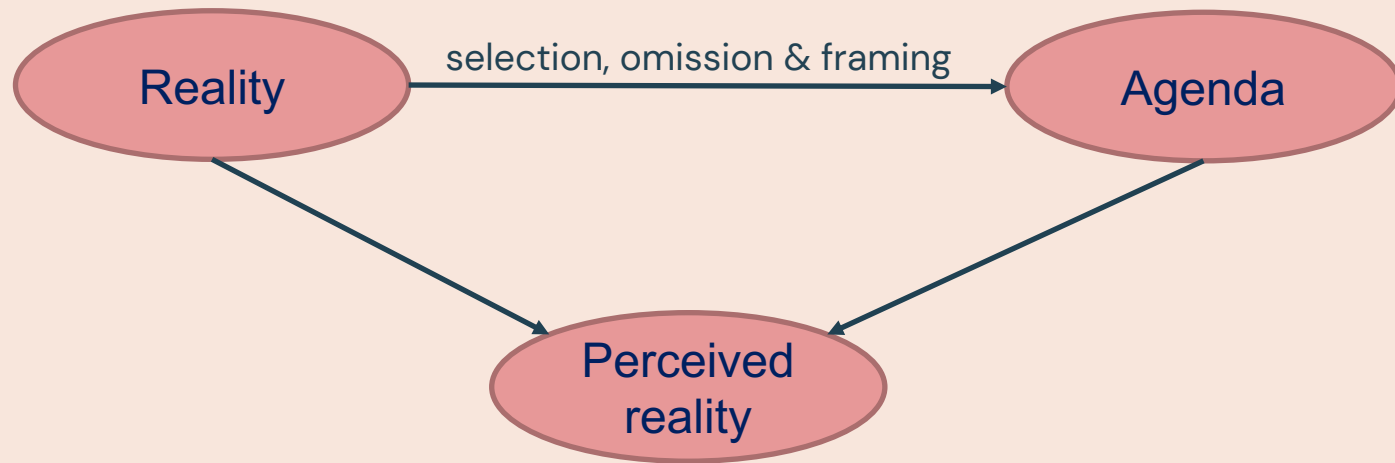 Reality
selection, omission & framing
Agenda
Perceived
reality